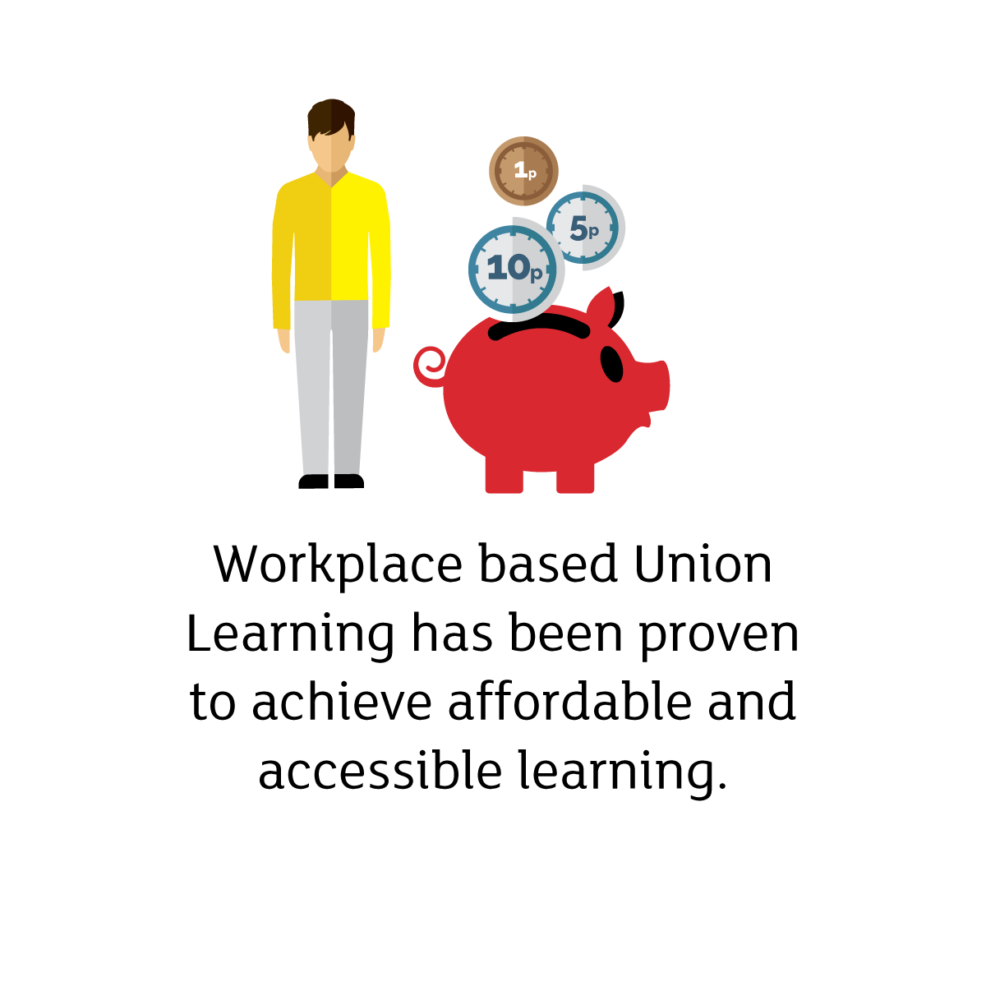 1p
5p
10p
Workplace based Union
Learning has been proven
to achieve affordable and
accessible learning.